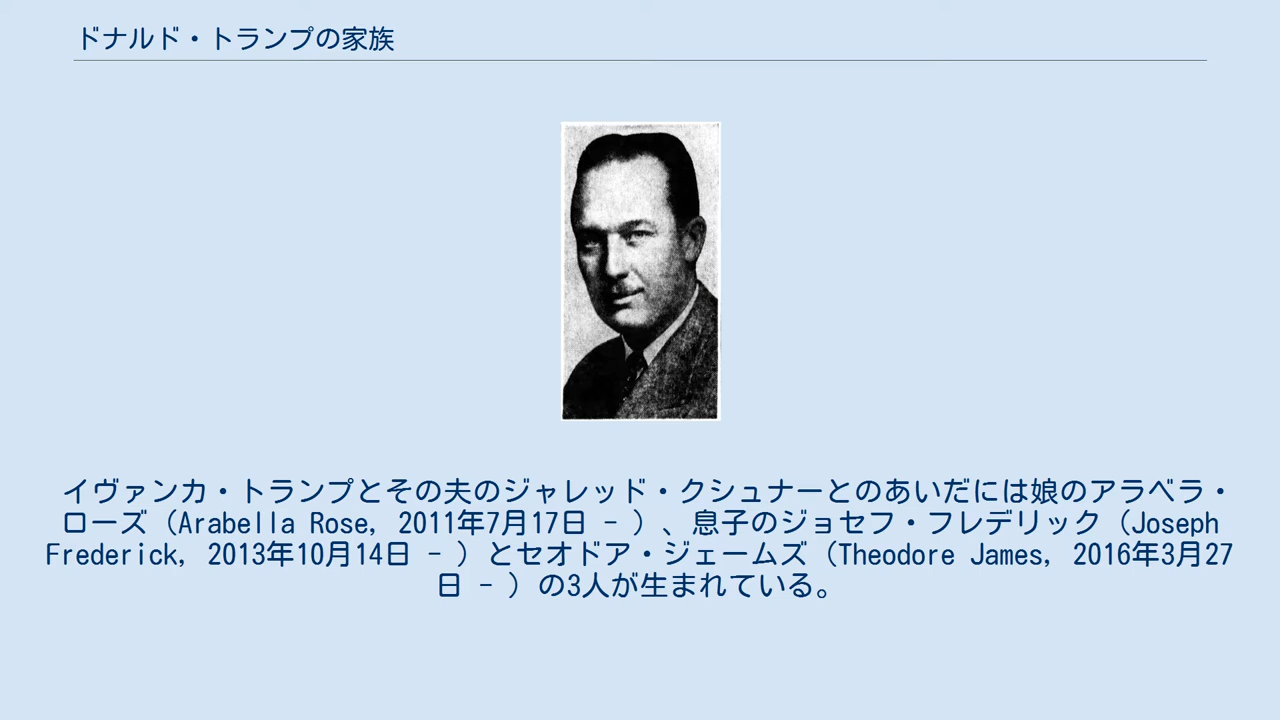 ドナルド・トランプの家族
イヴァンカ・トランプとその夫のジャレッド・クシュナーとのあいだには娘のアラベラ・
ローズ（Arabella Rose, 2011年7月17日 - ）、息子のジョセフ・フレデリック（Joseph
Frederick, 2013年10月14日 - ）とセオドア・ジェームズ（Theodore James, 2016年3月27
日 - ）の3人が生まれている。